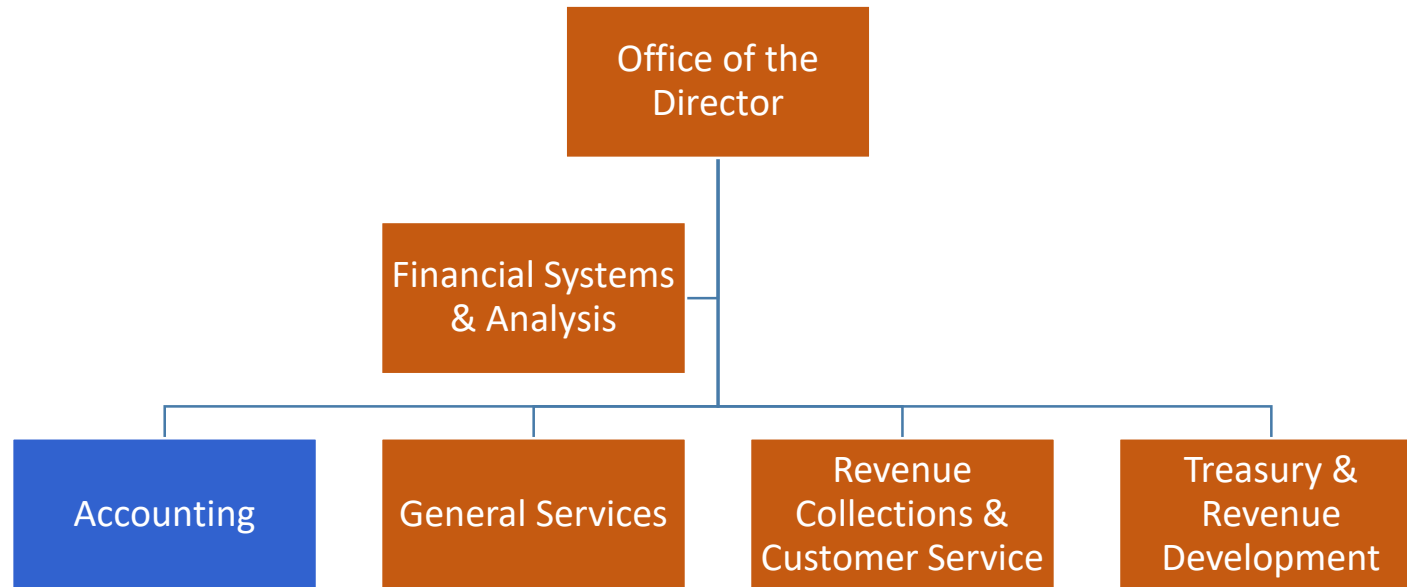 Office of the
Director
Financial Systems
& Analysis
Accounting
General Services
Revenue
Collections &
Customer Service
Treasury &
Revenue
Development